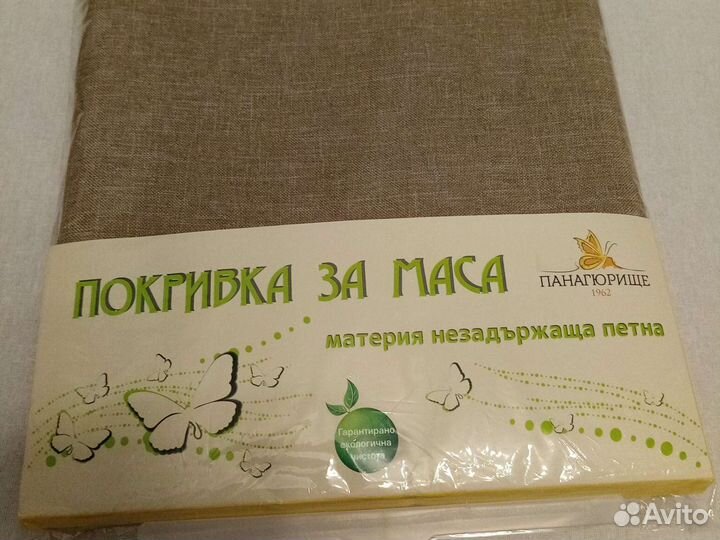 ПОКРИВКА ЗА МАСА
ПАНАГЮРИЩЕ
1962
материя незадържаща петна
Гарантирано
екологична
чистота
Avito